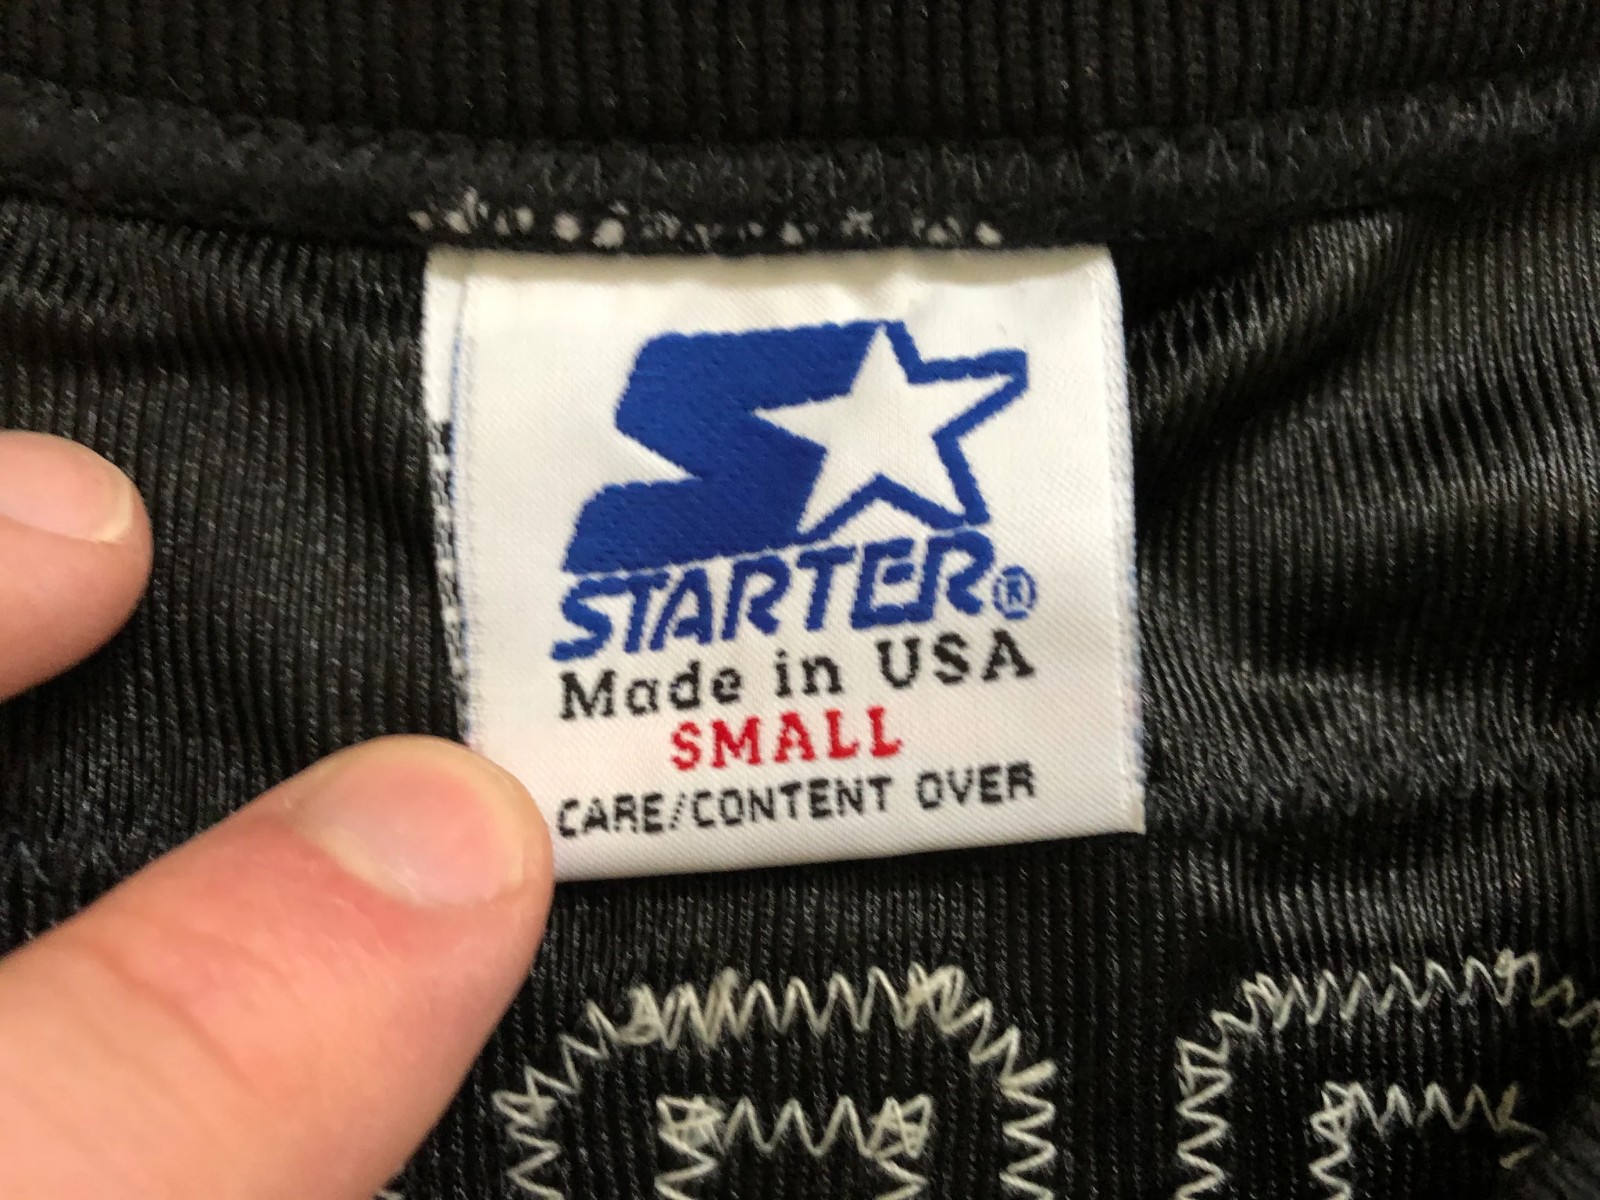 STARTER®
Made in USA
SMALL
CARE/CONTENT OVER